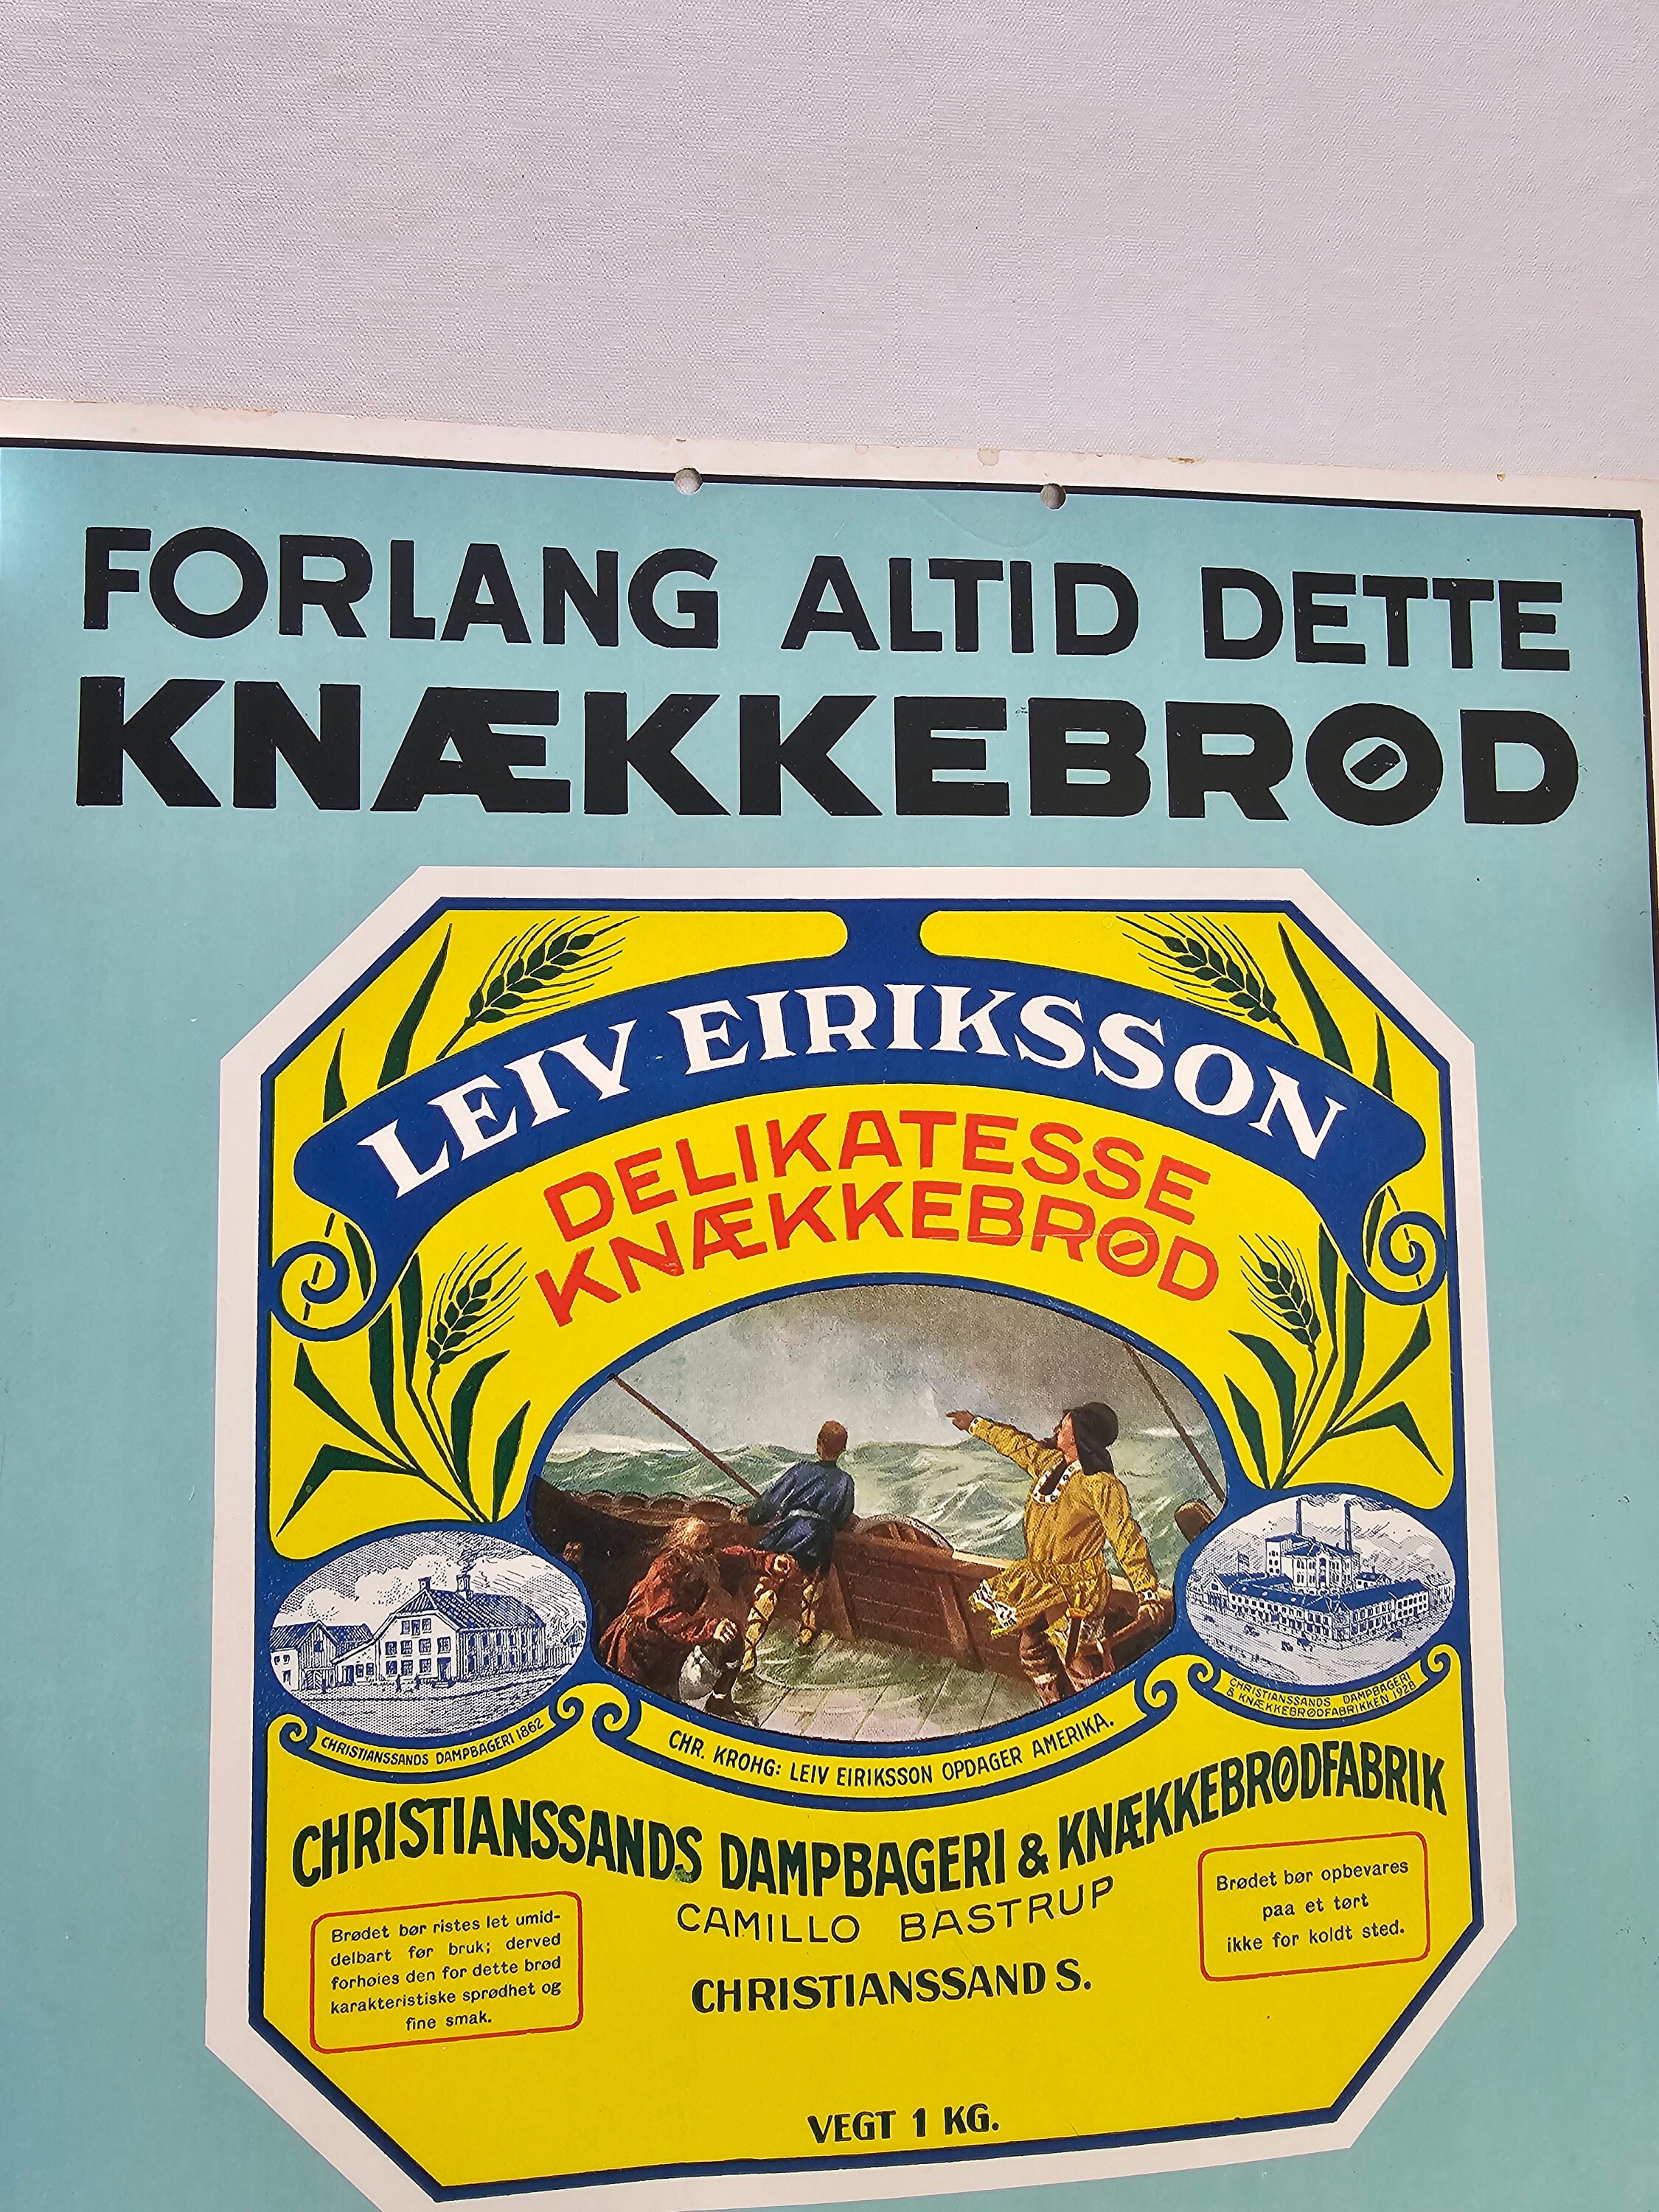 FORLANG ALTID DETTE
KNÆKKEBRØD
LEIV EIRIKSSON
DELIKATESSE
KNÆKKEBRØD
CHRISTIANSSANDS DAMPBAGERI 1862
CHR. KROHG: LEIV EIRIKSSON OPDAGER AMERIKA.
CHRISTIANSSANDS DAMPBAGERI
& KNÆKKEBRØDFABRIKKEN 1928
CHRISTIANSSANDS DAMPBAGERI & KNÆKKEBRØDFABRIK
CAMILLO BASTRUP
CHRISTIANSSAND S.
Brødet bør ristes let umid-
delbart før bruk; derved
forhøies den for dette brød
karakteristiske sprødhet og
fine smak.
Brødet bør opbevares
paa et tørt
ikke for koldt sted.
VEGT 1 KG.